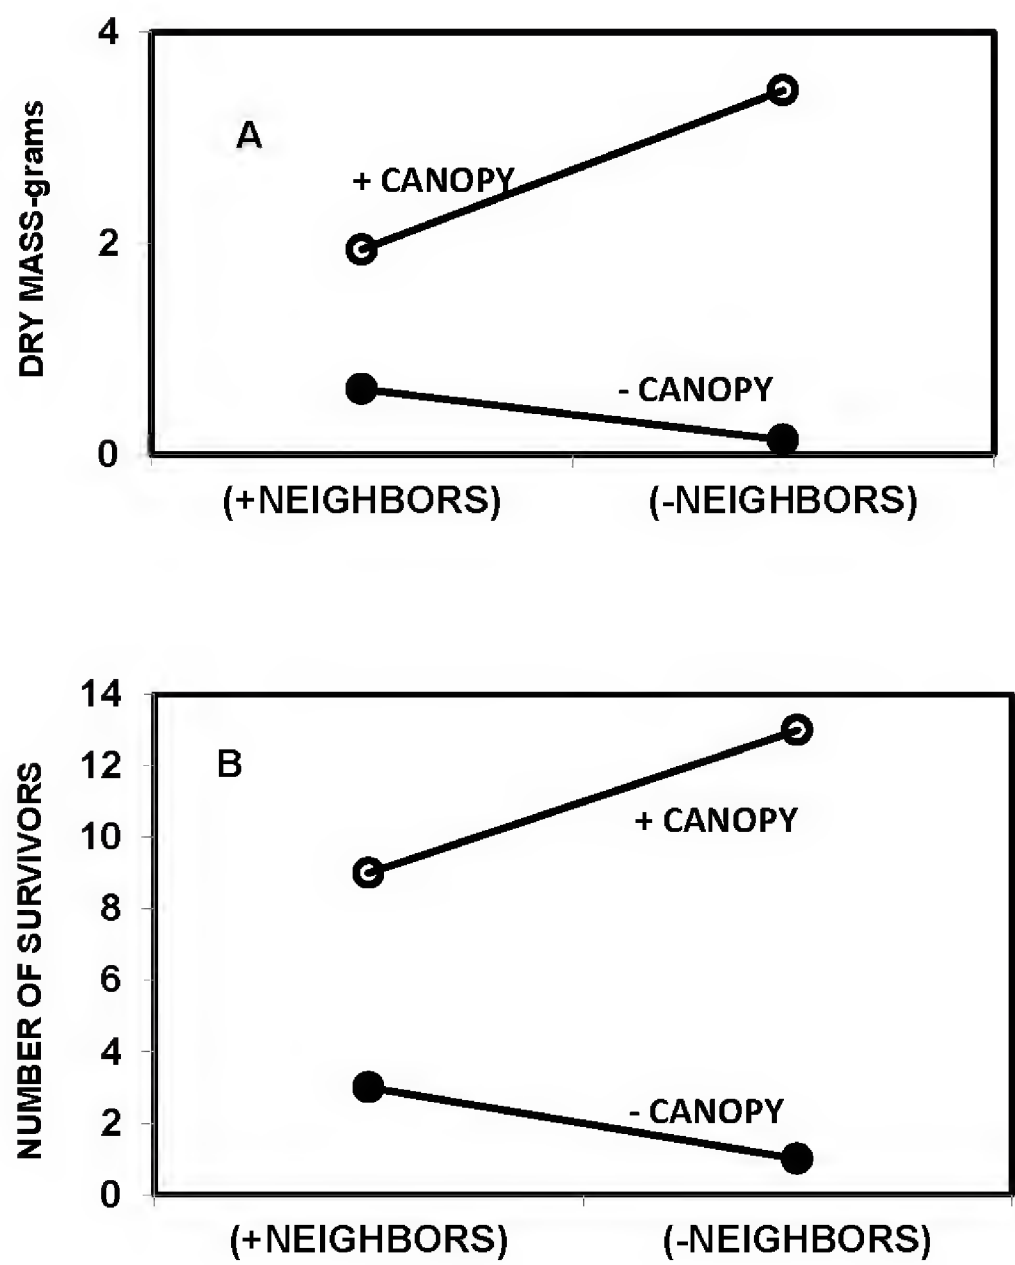 4
A
+ CANOPY
2
DRY MASS-grams
- CANOPY
0
(+NEIGHBORS) (-NEIGHBORS)
14
B
12
+ CANOPY
10
8
NUMBER OF SURVIVORS
6
4
- CANOPY
2
0
(+NEIGHBORS) (-NEIGHBORS)